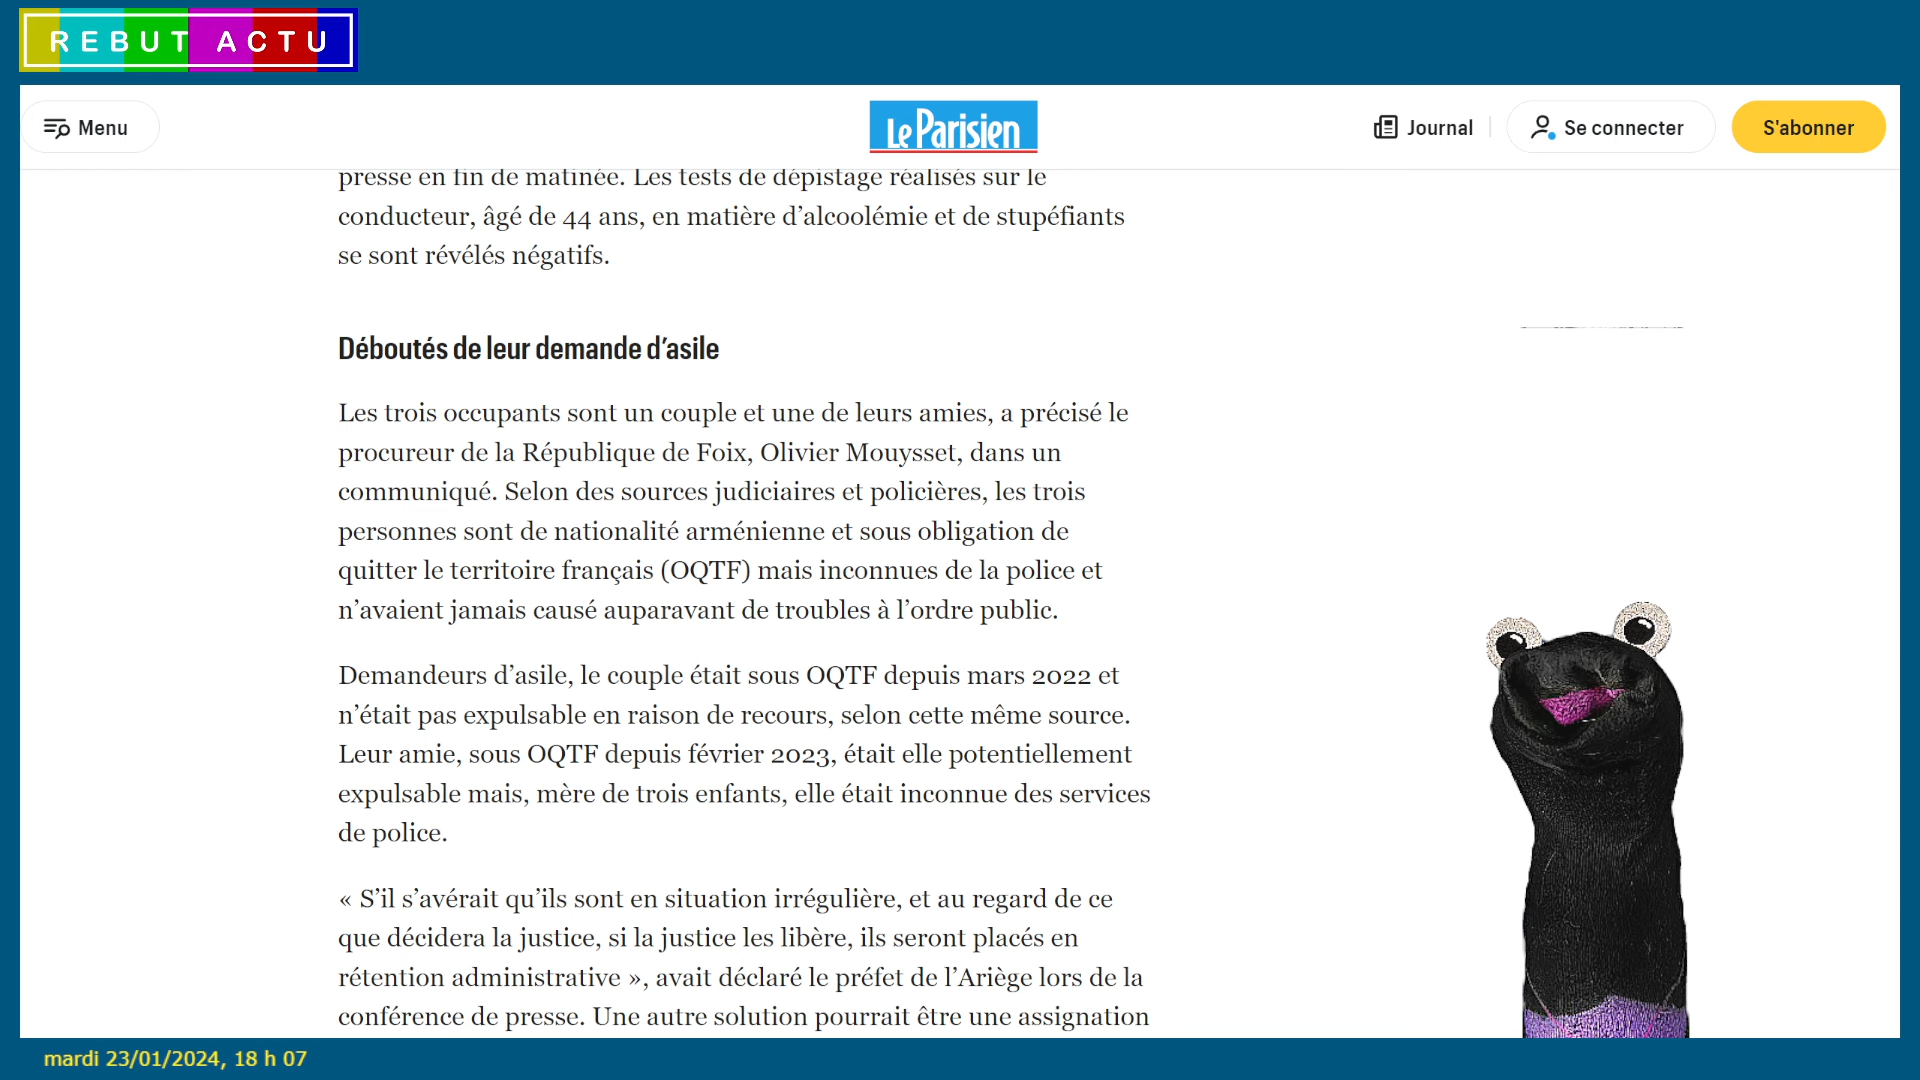 REBUT ACTU
Menu
Le Parisien
Journal
Se connecter
S'abonner
presse en fin de matinée. Les tests de dépistage réalisés sur le
conducteur, âgé de 44 ans, en matière d’alcoolémie et de stupéfiants
se sont révélés négatifs.
Déboutés de leur demande d’asile
Les trois occupants sont un couple et une de leurs amies, a précisé le
procureur de la République de Foix, Olivier Mouysset, dans un
communiqué. Selon des sources judiciaires et policières, les trois
personnes sont de nationalité arménienne et sous obligation de
quitter le territoire français (OQTF) mais inconnues de la police et
n’avaient jamais causé auparavant de troubles à l’ordre public.
Demandeurs d’asile, le couple était sous OQTF depuis mars 2022 et
n’était pas expulsable en raison de recours, selon cette même source.
Leur amie, sous OQTF depuis février 2023, était elle potentiellement
expulsable mais, mère de trois enfants, elle était inconnue des services
de police.
« S’il s’avérait qu’ils sont en situation irrégulière, et au regard de ce
que décidera la justice, si la justice les libère, ils seront placés en
rétention administrative », avait déclaré le préfet de l’Ariège lors de la
conférence de presse. Une autre solution pourrait être une assignation
mardi 23/01/2024, 18 h 07